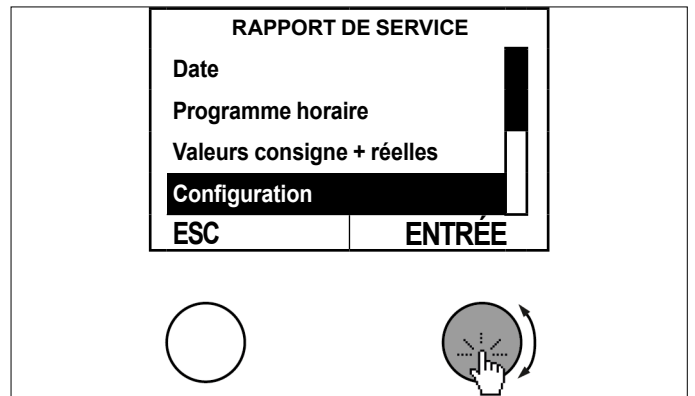 RAPPORT DE SERVICE
Date
Programme horaire
Valeurs consigne + réelles
Configuration
ESC ENTRÉE